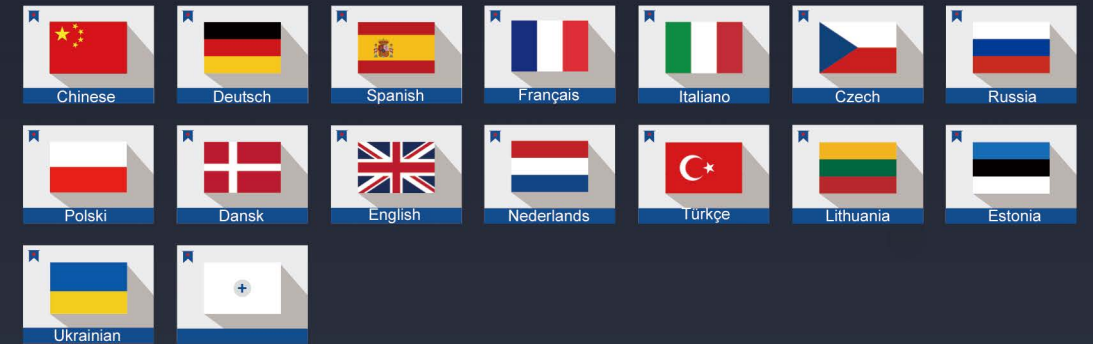 Chinese
Deutsch
Spanish
Français
Italiano
Czech
Russia
Polski
Dansk
English
Nederlands
Türkçe
Lithuania
Estonia
Ukrainian